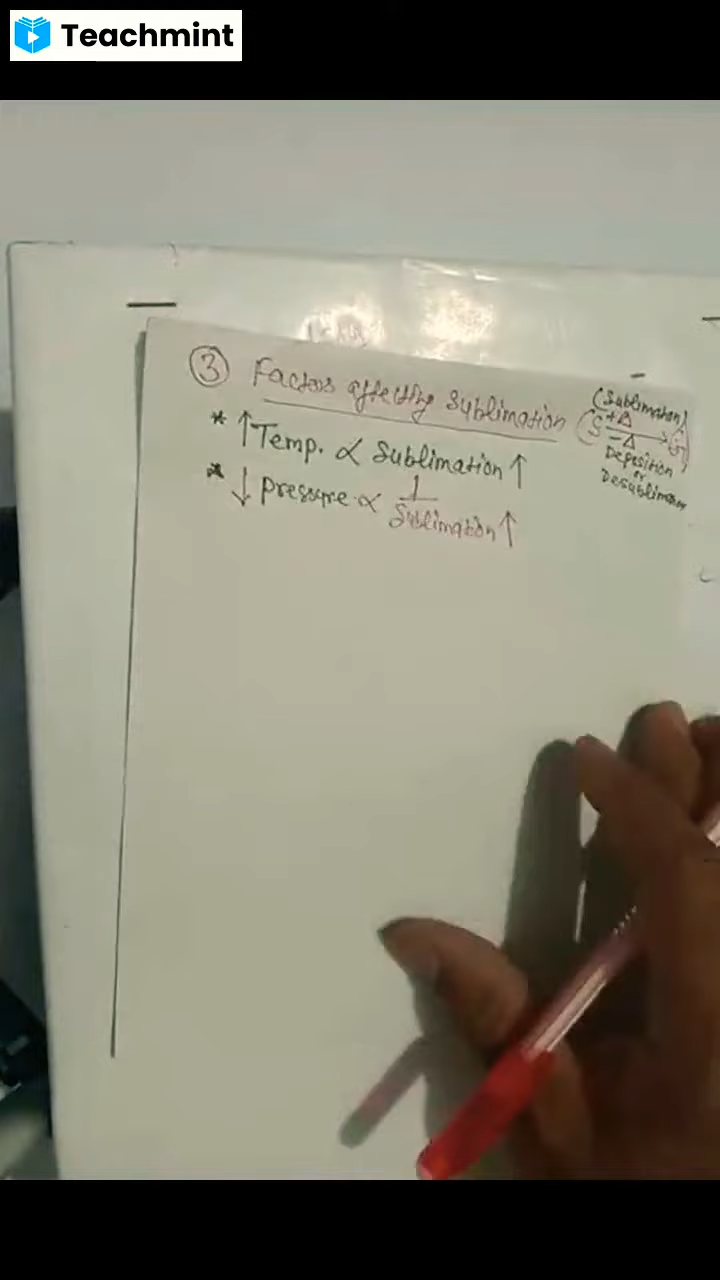 Teachmint
③ Factors affecting Sublimation
* ↑Temp. ∝ Sublimation↑
* ↓ Pressure ∝ 1
Sublimation↑
(Sublimation)
(S +Δ → G)
-Δ
Deposition
or
Desublimation